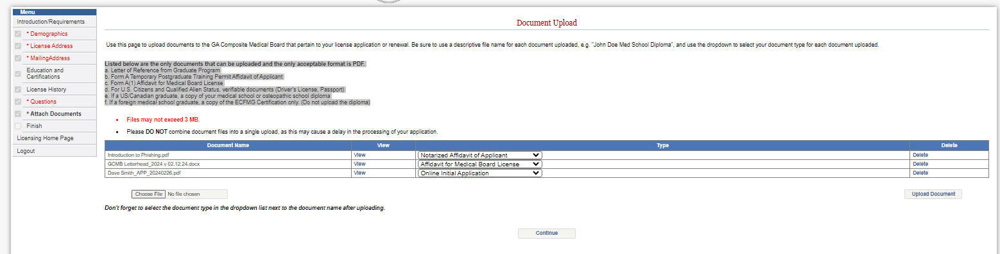 Menu
Introduction/Requirements
* Demographics
* License Address
* MailingAddress
Education and
Certifications
License History
* Questions
* Attach Documents
Finish
Licensing Home Page
Logout
Document Upload
Use this page to upload documents to the GA Composite Medical Board that pertain to your license application or renewal. Be sure to use a descriptive file name for each document uploaded, e.g. "John Doe Med School Diploma", and use the dropdown to select your document type for each document uploaded.
Listed below are the only documents that can be uploaded and the only acceptable format is PDF.
a. Letter of Reference from Graduate Program
b. Form A Temporary Postgraduate Training Permit Affidavit of Applicant
c. Form A(1) Affidavit for Medical Board License
d. For U.S. Citizens and Qualified Alien Status, verifiable documents (Driver's License, Passport)
e. If a US/Canadian graduate, a copy of your medical school or osteopathic school diploma
f. If a foreign medical school graduate, a copy of the ECFMG Certification only. (Do not upload the diploma)
• Files may not exceed 3 MB.
• Please DO NOT combine document files into a single upload, as this may cause a delay in the processing of your application.
Document Name View Type Delete
Introduction to Phishing.pdf View Notarized Affidavit of Applicant Delete
GCMB Letterhead_2024 v 02.12.24.docx View Affidavit for Medical Board License Delete
Dave Smith_APP_20240226.pdf View Online Initial Application Delete
Choose File No file chosen Upload Document
Don't forget to select the document type in the dropdown list next to the document name after uploading.
Continue